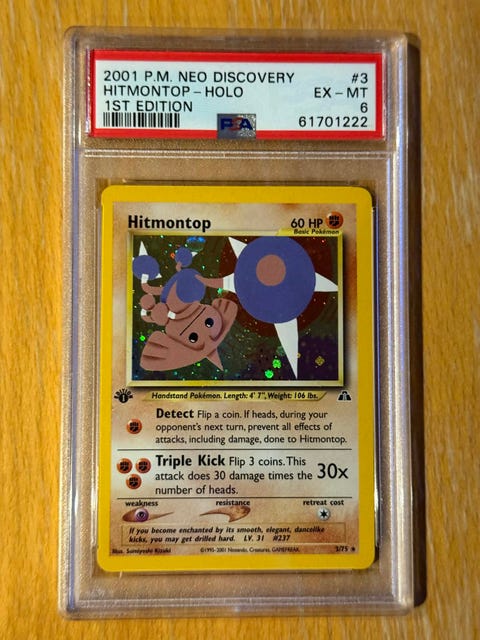 2001 P.M. NEO DISCOVERY #3
HITMONTOP - HOLO EX - MT
1ST EDITION 6
PSA 61701222
Hitmontop 60 HP
Basic Pokémon
Handstand Pokémon. Length: 4' 7", Weight: 106 lbs.
EDITION 1
Detect Flip a coin. If heads, during your
opponent's next turn, prevent all effects of
attacks, including damage, done to Hitmontop.
Triple Kick Flip 3 coins. This
attack does 30 damage times the 30x
number of heads.
weakness resistance retreat cost
If you become enchanted by its smooth, elegant, dancelike
kicks, you may get drilled hard. LV. 31 #237
Illus. Sumiyoshi Kizuki ©1995-2001 Nintendo, Creatures, GAMEFREAK. 3/75